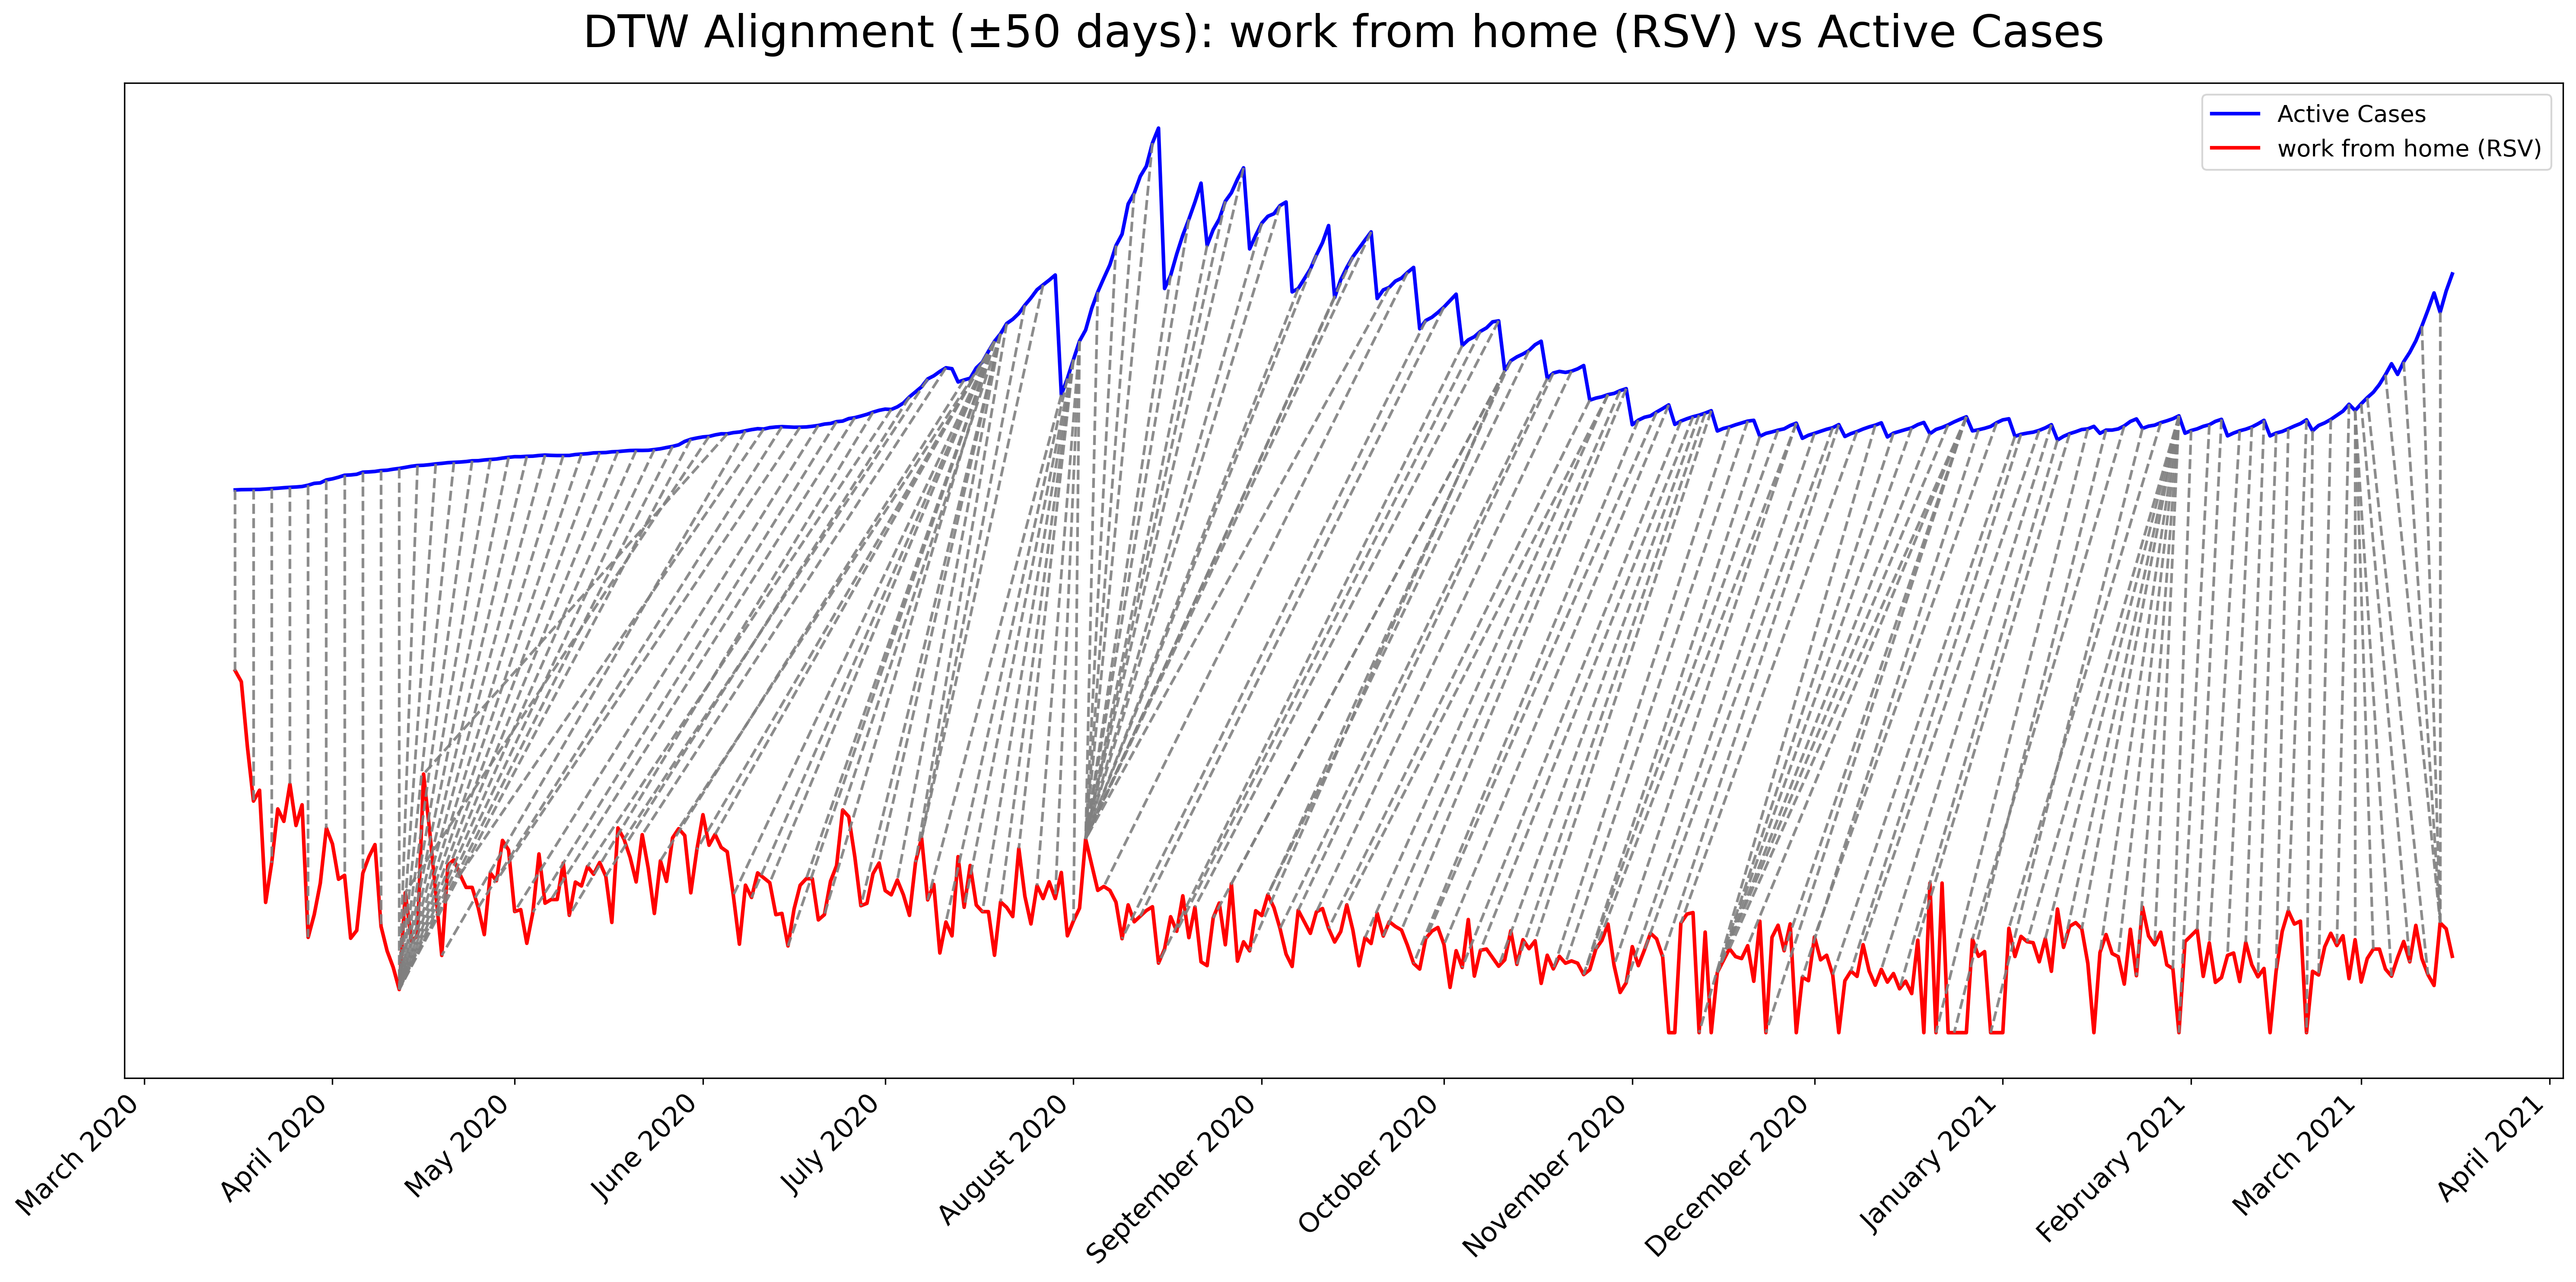 DTW Alignment (±50 days): work from home (RSV) vs Active Cases
Active Cases
work from home (RSV)
March 2020
April 2020
May 2020
June 2020
July 2020
August 2020
September 2020
October 2020
November 2020
December 2020
January 2021
February 2021
March 2021
April 2021